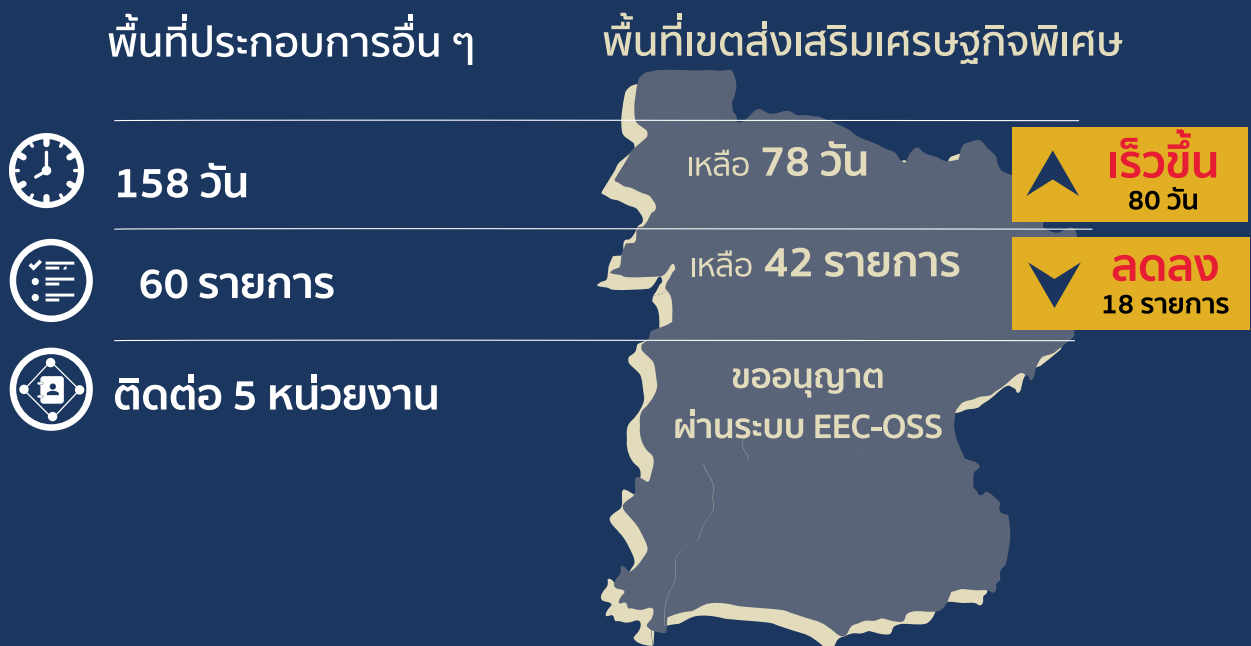 พื้นที่ประกอบการอื่น ๆ
พื้นที่เขตส่งเสริมเศรษฐกิจพิเศษ
158 วัน
เหลือ 78 วัน
เร็วขึ้น
80 วัน
60 รายการ
เหลือ 42 รายการ
ลดลง
18 รายการ
ติดต่อ 5 หน่วยงาน
ขออนุญาต
ผ่านระบบ EEC-OSS